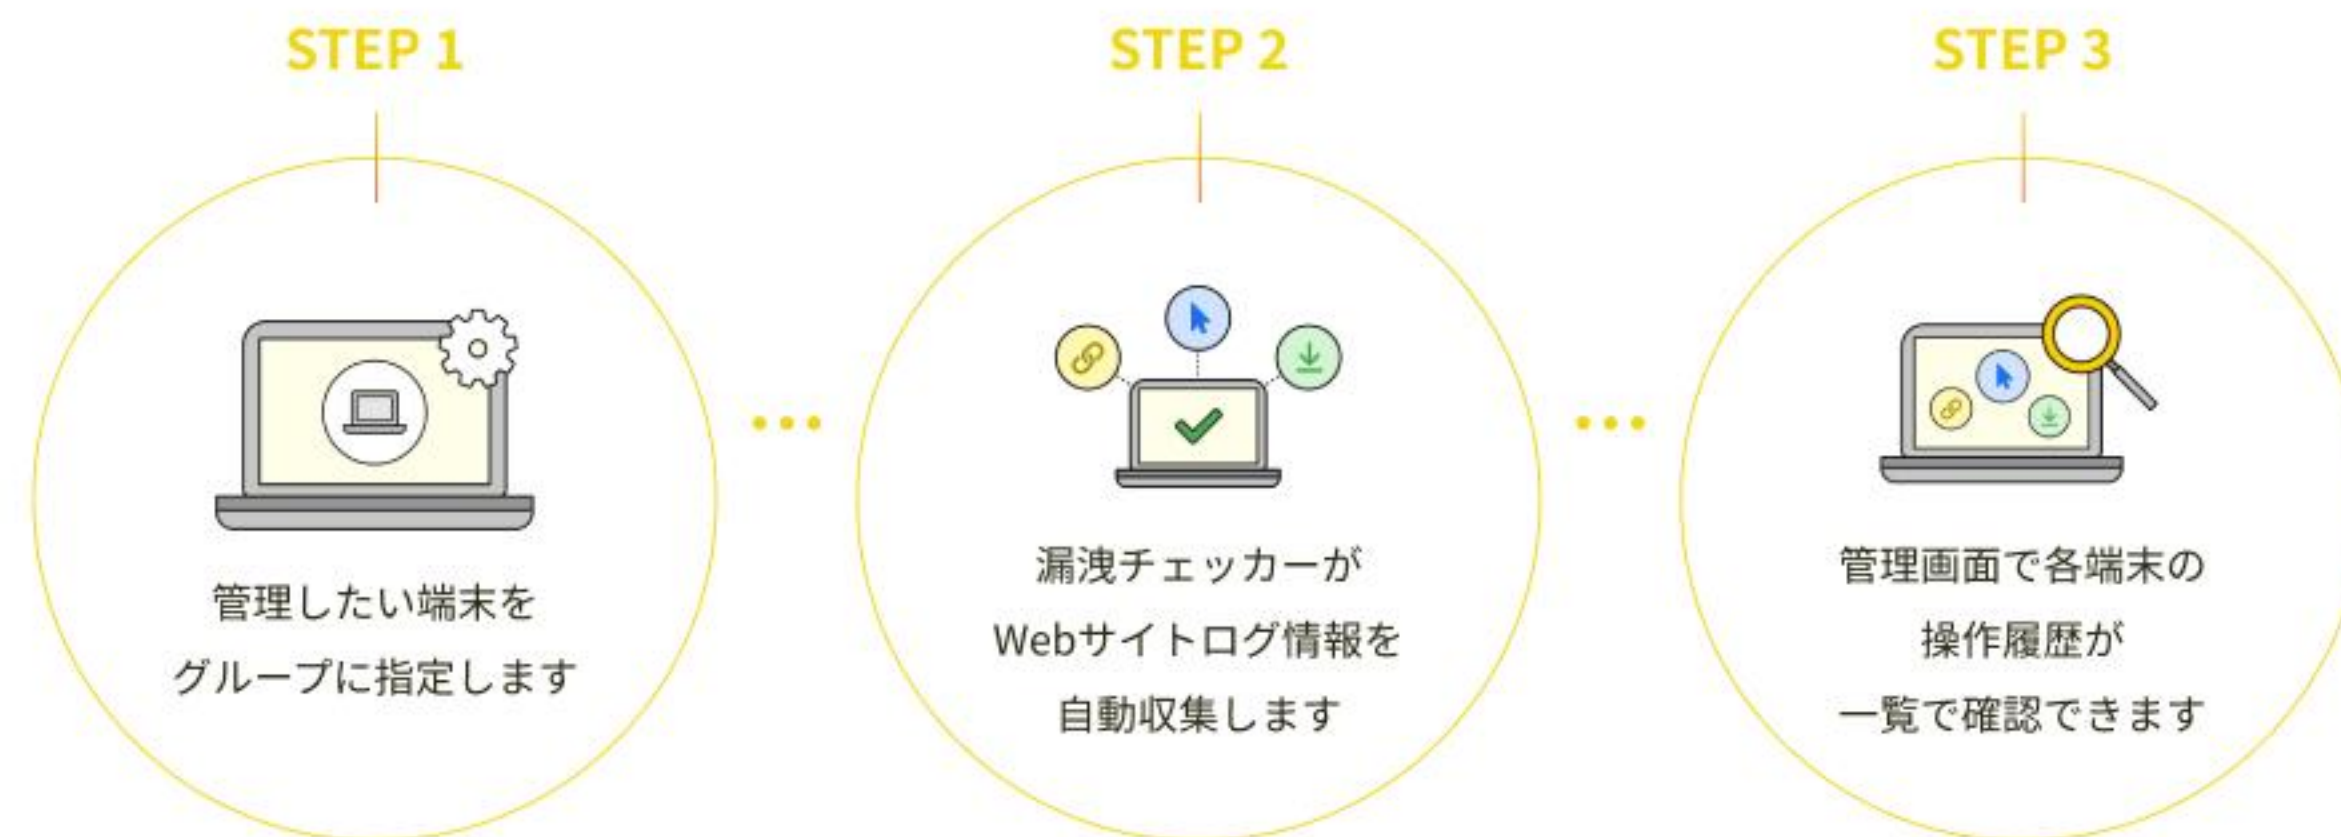 STEP 1
管理したい端末を
グループに指定します
STEP 2
漏洩チェッカーが
Webサイトログ情報を
自動収集します
STEP 3
管理画面で各端末の
操作履歴が
一覧で確認できます